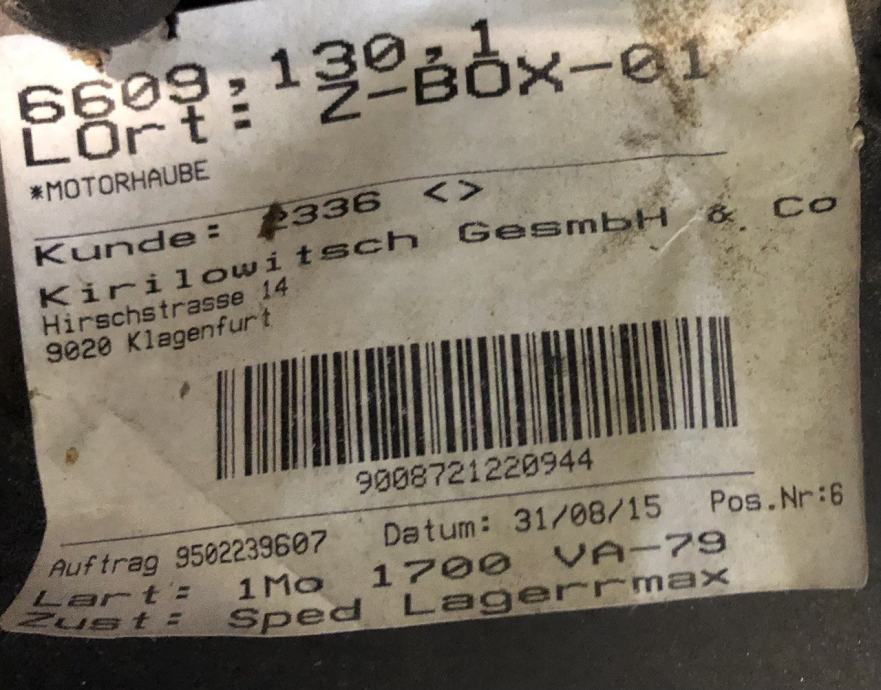 6609,130,1
LOrt: Z-BOX-01
*MOTORHAUBE
Kunde: 2336 <>
Kirilowitsch GesmbH & Co
Hirschstrasse 14
9020 Klagenfurt
9008721220944
Auftrag 9502239607 Datum: 31/08/15 Pos.Nr:6
Lart: 1Mo 1700 VA-79
Zust: Sped Lagerrmax